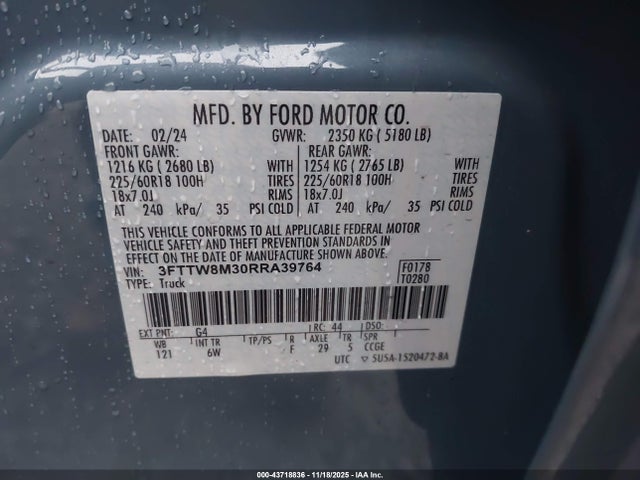 MFD. BY FORD MOTOR CO.
DATE: 02/24 GVWR: 2350 KG ( 5180 LB)
FRONT GAWR: REAR GAWR:
1216 KG ( 2680 LB) WITH 1254 KG ( 2765 LB) WITH
225/60R18 100H TIRES 225/60R18 100H TIRES
18x7.0J RIMS 18x7.0J RIMS
AT 240 kPa/ 35 PSI COLD AT 240 kPa/ 35 PSI COLD
THIS VEHICLE CONFORMS TO ALL APPLICABLE FEDERAL MOTOR
VEHICLE SAFETY AND THEFT PREVENTION STANDARDS IN
EFFECT ON THE DATE OF MANUFACTURE SHOWN ABOVE.
VIN: 3FTTW8M30RRA39764 F0178
TYPE: Truck T0280
EXT PNT: G4 RC: 44 DSO:
WB INT TR TP/PS R AXLE TR SPR
121 6W F 29 5 CCGE
UTC 5U5A-1520472-BA
000-43718836 - 11/18/2025 - IAA Inc.